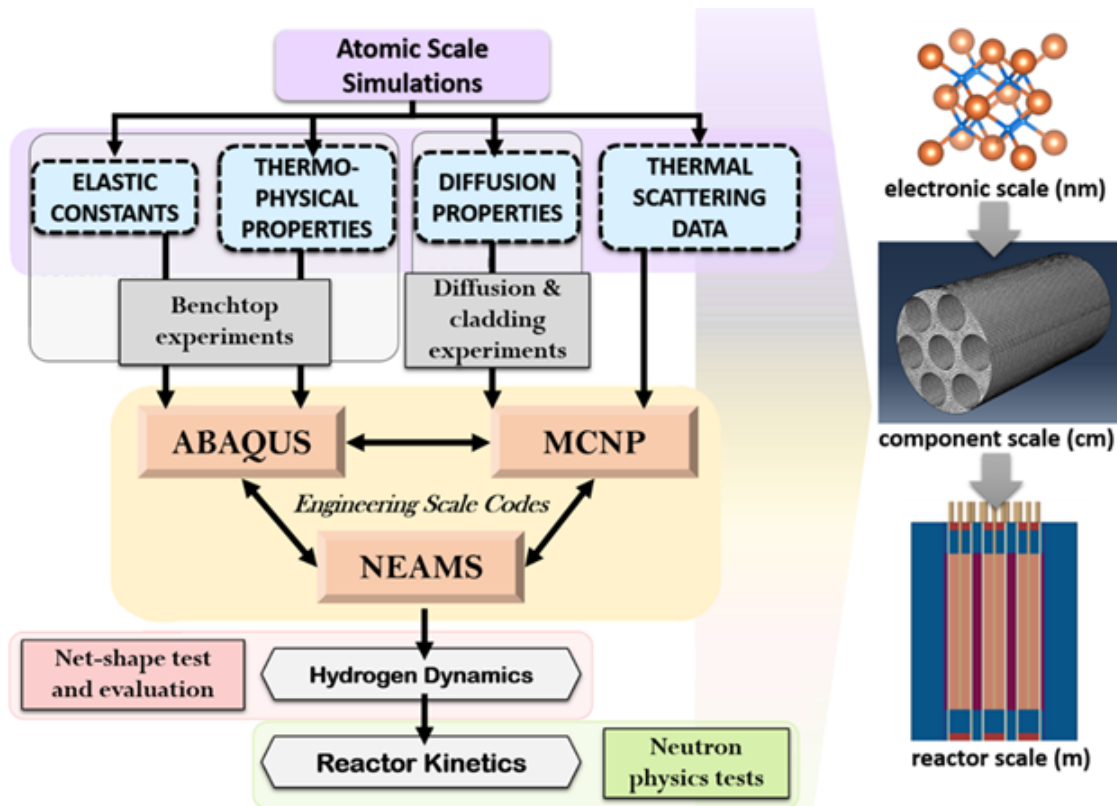 Atomic Scale
Simulations
ELASTIC
CONSTANTS
THERMO-
PHYSICAL
PROPERTIES
DIFFUSION
PROPERTIES
THERMAL
SCATTERING
DATA
Benchtop
experiments
Diffusion &
cladding
experiments
ABAQUS
MCNP
Engineering Scale Codes
NEAMS
Net-shape test
and evaluation
Hydrogen Dynamics
Reactor Kinetics
Neutron
physics tests
electronic scale (nm)
component scale (cm)
reactor scale (m)